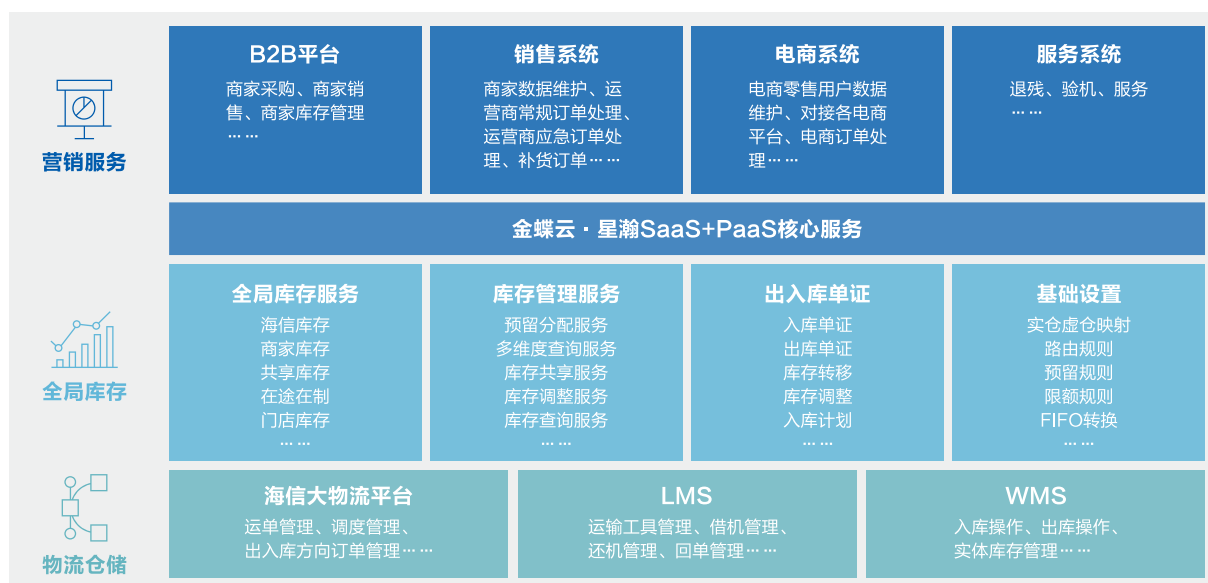 营销服务
B2B平台
商家采购、商家销
售、商家库存管理
……
销售系统
商家数据维护、运
营商常规订单处理、
运营商应急订单处
理、补货订单……
电商系统
电商零售用户数据
维护、对接各电商
平台、电商订单处
理……
服务系统
退残、验机、服务
……
金蝶云·星瀚SaaS+PaaS核心服务
全局库存
全局库存服务
海信库存
商家库存
共享库存
在途在制
门店库存
……
库存管理服务
预留分配服务
多维度查询服务
库存共享服务
库存调整服务
库存查询服务
……
出入库单证
入库单证
出库单证
库存转移
库存调整
入库计划
……
基础设置
实仓虚仓映射
路由规则
预留规则
限额规则
FIFO转换
……
物流仓储
海信大物流平台
运单管理、调度管理、
出入库方向订单管理……
LMS
运输工具管理、借机管理、
还机管理、回单管理……
WMS
入库操作、出库操作、
实体库存管理……